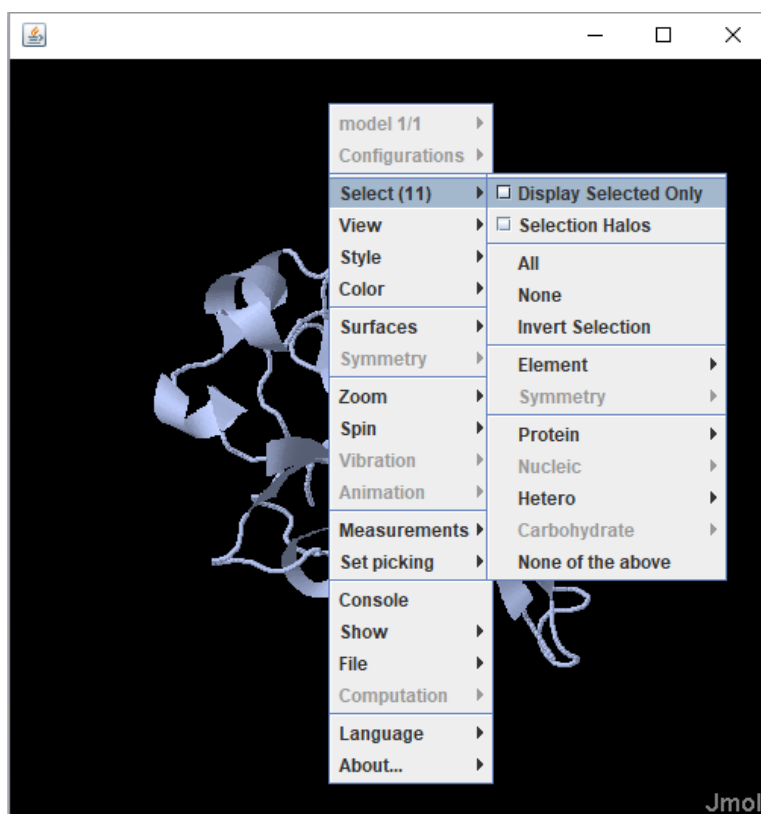 model 1/1
Configurations
Select (11)
View
Style
Color
Surfaces
Symmetry
Zoom
Spin
Vibration
Animation
Measurements
Set picking
Console
Show
File
Computation
Language
About...
Display Selected Only
Selection Halos
All
None
Invert Selection
Element
Symmetry
Protein
Nucleic
Hetero
Carbohydrate
None of the above
Jmol